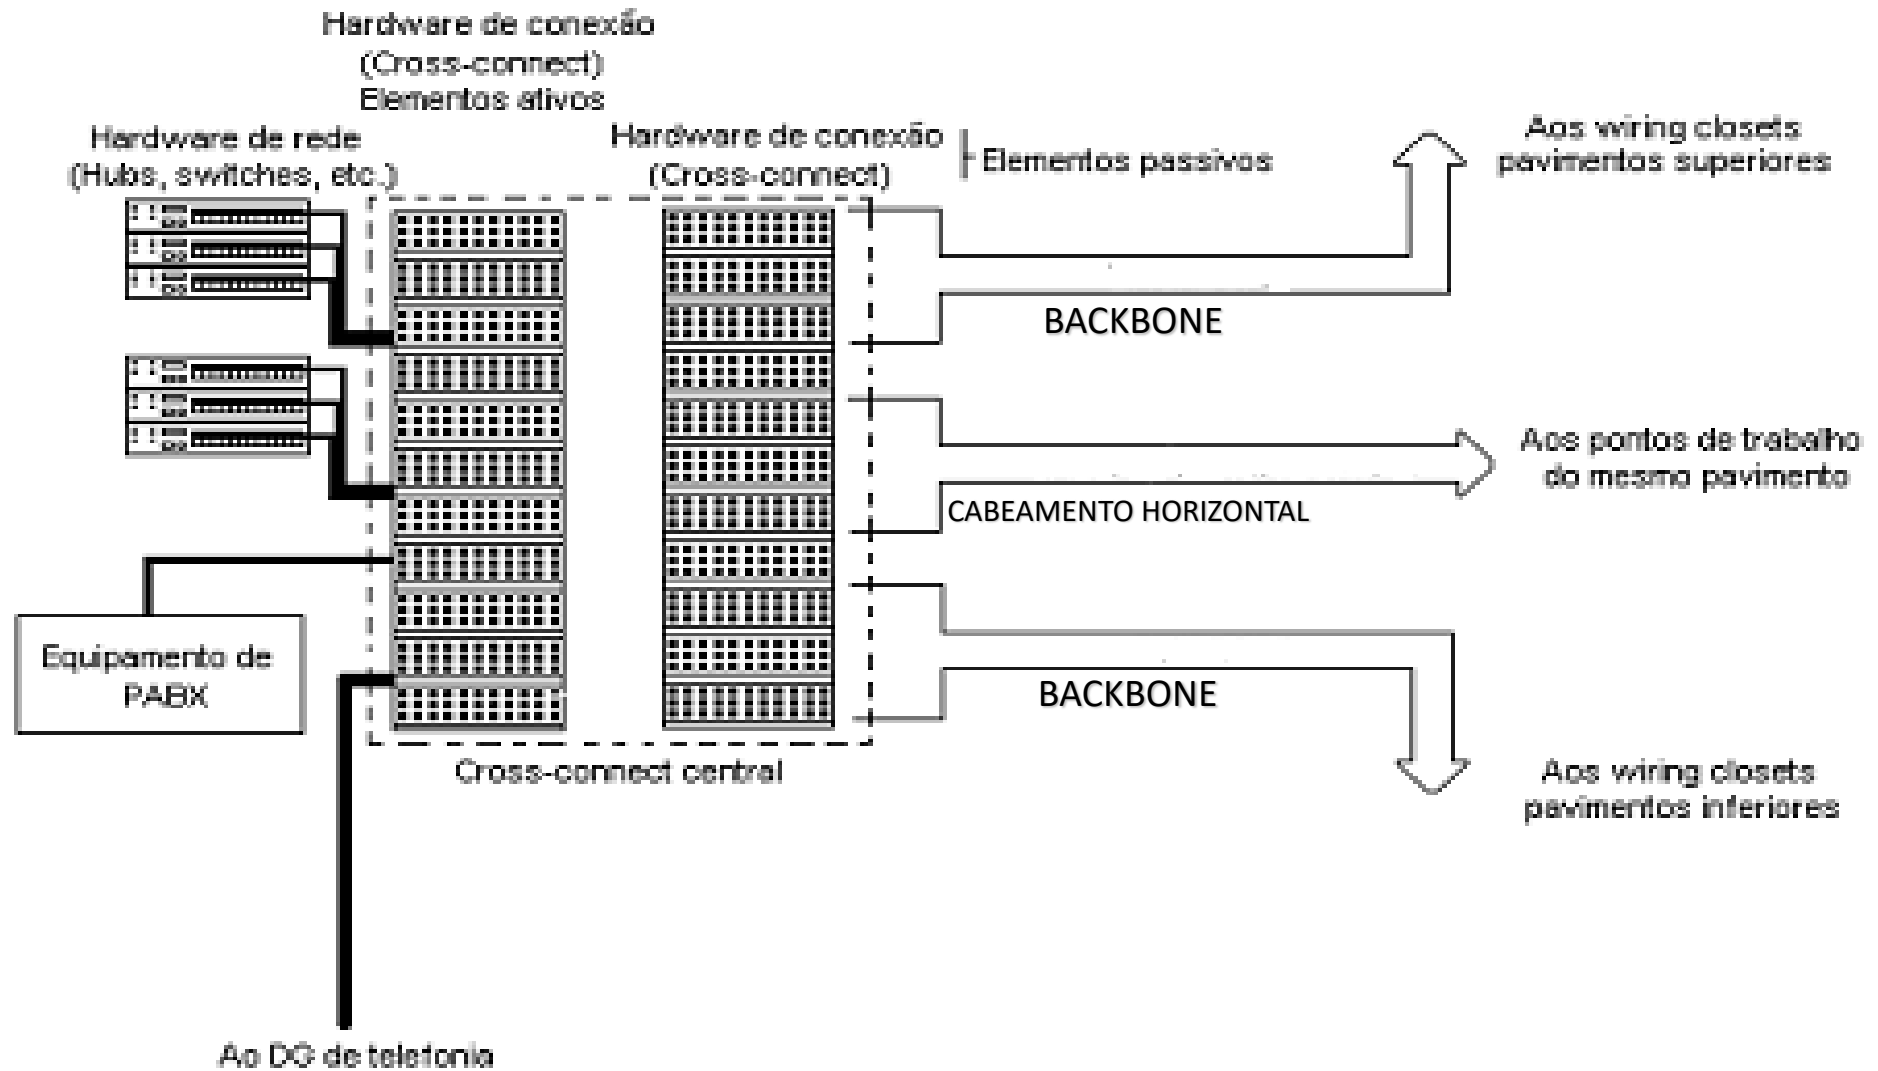 Hardware de conexão
(Cross-connect)
Elementos ativos
Hardware de rede
(Hubs, switches, etc.)
Hardware de conexão
(Cross-connect)
Elementos passivos
Aos wiring closets
pavimentos superiores
BACKBONE
Aos pontos de trabalho
do mesmo pavimento
CABEAMENTO HORIZONTAL
Equipamento de
PABX
BACKBONE
Cross-connect central
Aos wiring closets
pavimentos inferiores
Ao DG de telefonia